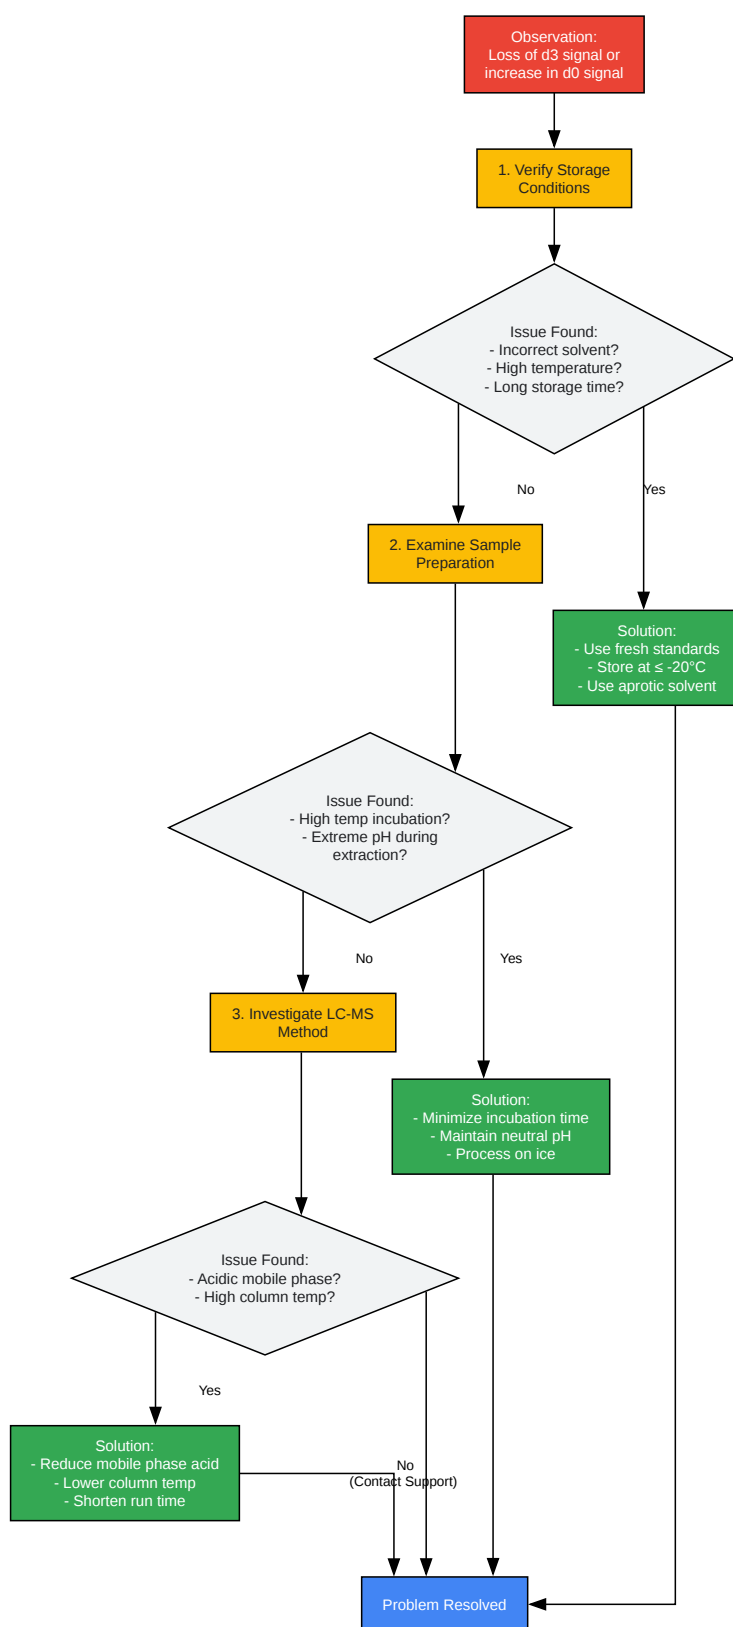 Observation:
Loss of d3 signal or
increase in d0 signal
1. Verify Storage
Conditions
Issue Found:
- Incorrect solvent?
- High temperature?
- Long storage time?
No
Yes
2. Examine Sample
Preparation
Solution:
- Use fresh standards
- Store at ≤ -20°C
- Use aprotic solvent
Issue Found:
- High temp incubation?
- Extreme pH during
extraction?
No
Yes
3. Investigate LC-MS
Method
Solution:
- Minimize incubation time
- Maintain neutral pH
- Process on ice
Issue Found:
- Acidic mobile phase?
- High column temp?
Yes
No
(Contact Support)
Solution:
- Reduce mobile phase acid
- Lower column temp
- Shorten run time
Problem Resolved